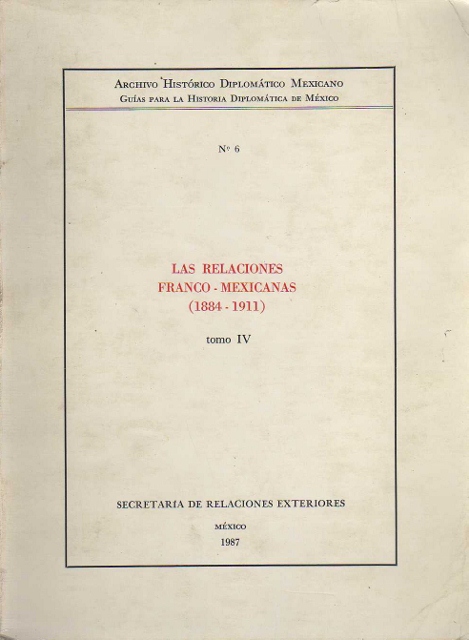 Archivo Histórico Diplomático Mexicano
Guías para la Historia Diplomática de México
Nº 6
LAS RELACIONES
FRANCO - MEXICANAS
(1884 - 1911)
tomo IV
SECRETARÍA DE RELACIONES EXTERIORES
MÉXICO
1987